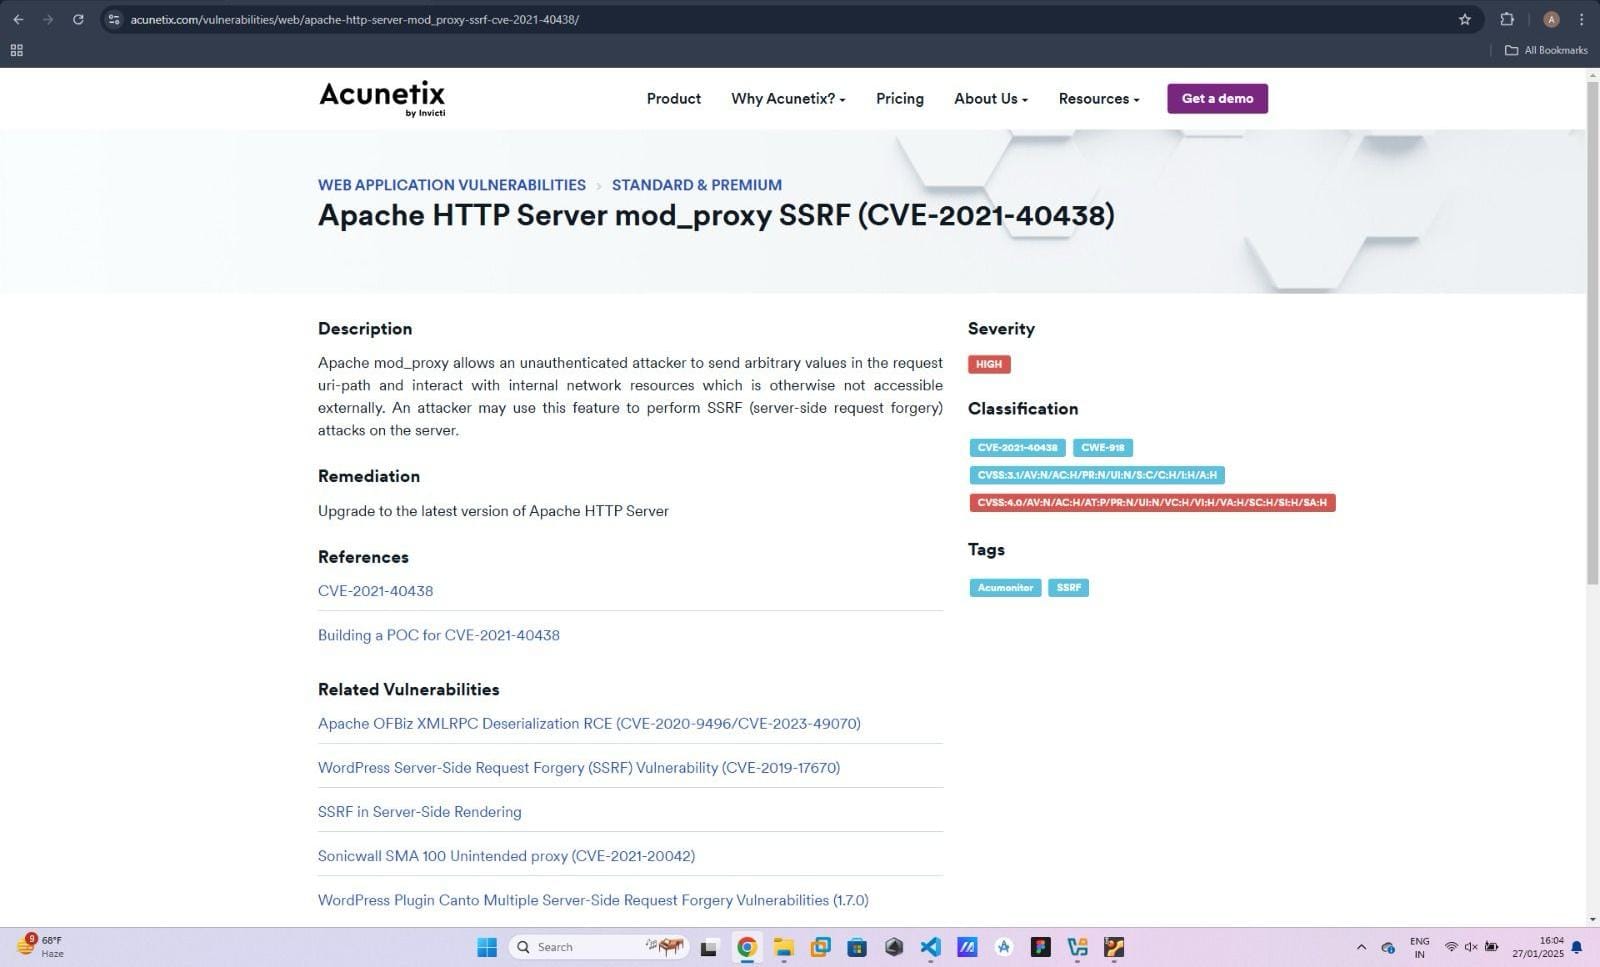 acunetix.com/vulnerabilities/web/apache-http-server-mod_proxy-ssrf-cve-2021-40438/
A
All Bookmarks
Acunetix
by Invicti
Product
Why Acunetix?
Pricing
About Us
Resources
Get a demo
WEB APPLICATION VULNERABILITIES > STANDARD & PREMIUM
Apache HTTP Server mod_proxy SSRF (CVE-2021-40438)
Description
Apache mod_proxy allows an unauthenticated attacker to send arbitrary values in the request
uri-path and interact with internal network resources which is otherwise not accessible
externally. An attacker may use this feature to perform SSRF (server-side request forgery)
attacks on the server.
Remediation
Upgrade to the latest version of Apache HTTP Server
References
CVE-2021-40438
Building a POC for CVE-2021-40438
Related Vulnerabilities
Apache OFBiz XMLRPC Deserialization RCE (CVE-2020-9496/CVE-2023-49070)
WordPress Server-Side Request Forgery (SSRF) Vulnerability (CVE-2019-17670)
SSRF in Server-Side Rendering
Sonicwall SMA 100 Unintended proxy (CVE-2021-20042)
WordPress Plugin Canto Multiple Server-Side Request Forgery Vulnerabilities (1.7.0)
Severity
HIGH
Classification
CVE-2021-40438 CWE-918
CVSS:3.1/AV:N/AC:H/PR:N/UI:N/S:C/C:H/I:H/A:H
CVSS:4.0/AV:N/AC:H/AT:P/PR:N/UI:N/VC:H/VI:H/VA:H/SC:H/SI:H/SA:H
Tags
Acumonitor SSRF
9
68°F
Haze
Search
ENG
IN
16:04
27/01/2025